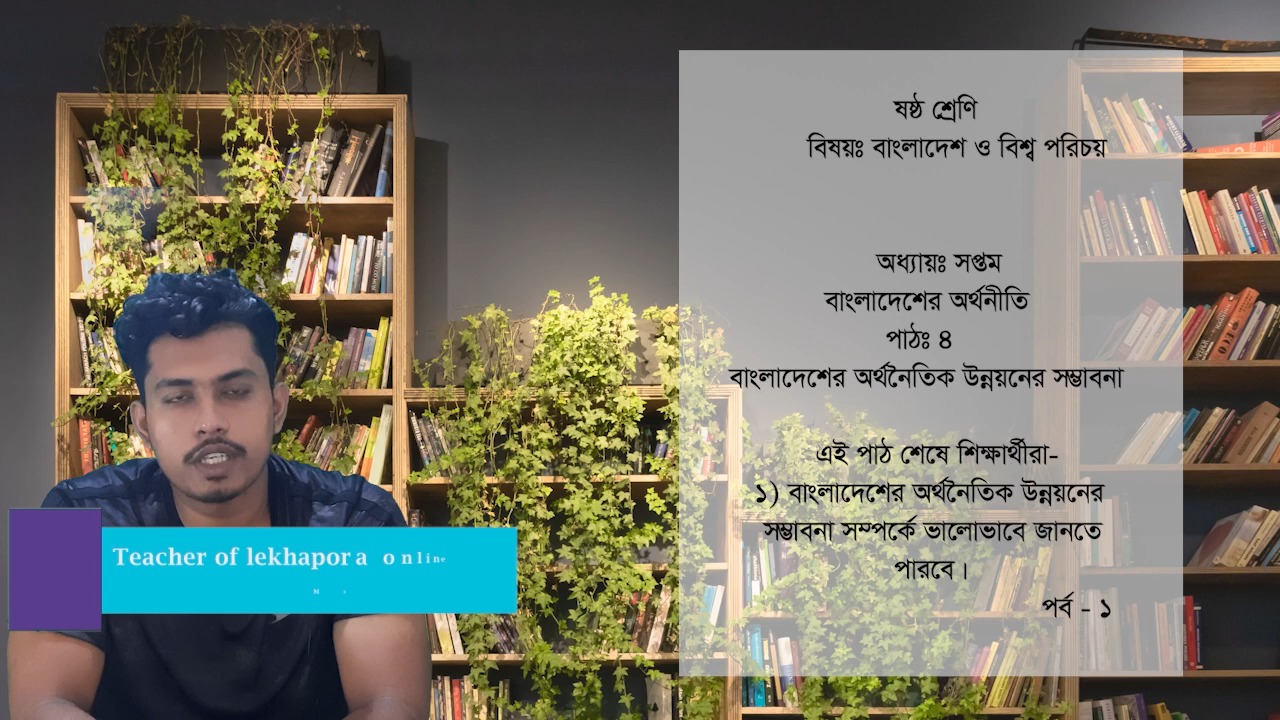 ষষ্ঠ শ্রেণি
বিষয়ঃ বাংলাদেশ ও বিশ্ব পরিচয়
অধ্যায়ঃ সপ্তম
বাংলাদেশের অর্থনীতি
পাঠঃ ৪
বাংলাদেশের অর্থনৈতিক উন্নয়নের সম্ভাবনা
এই পাঠ শেষে শিক্ষার্থীরা-
১) বাংলাদেশের অর্থনৈতিক উন্নয়নের
সম্ভাবনা সম্পর্কে ভালোভাবে জানতে
পারবে।
পর্ব - ১
Teacher of lekhapora online